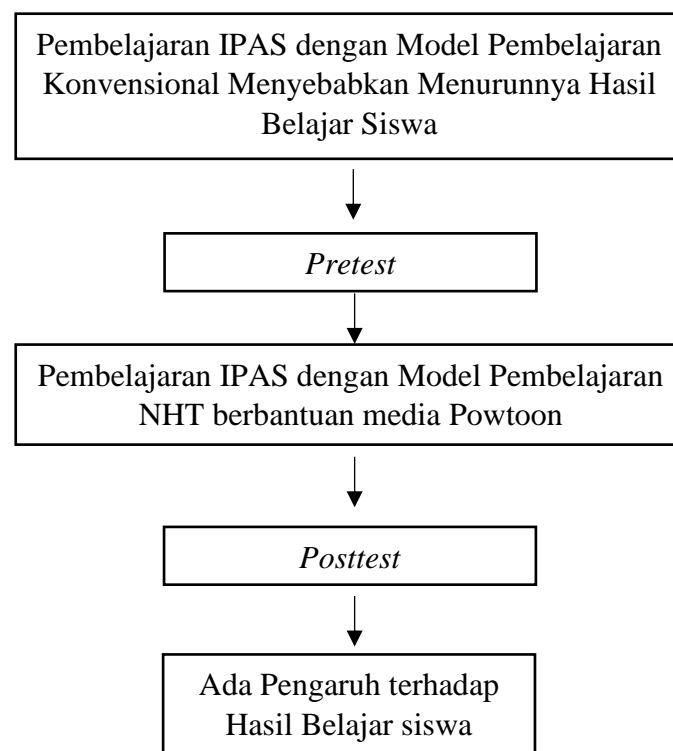 Pembelajaran IPAS dengan Model Pembelajaran
Konvensional Menyebabkan Menurunnya Hasil
Belajar Siswa
Pretest
Pembelajaran IPAS dengan Model Pembelajaran
NHT berbantuan media Powtoon
Posttest
Ada Pengaruh terhadap
Hasil Belajar siswa